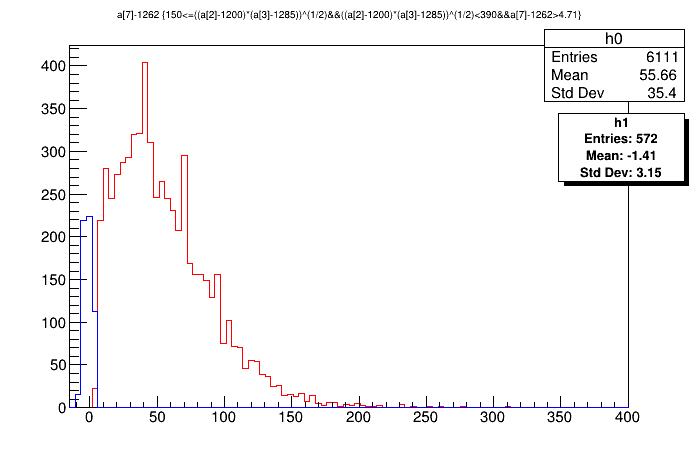 a[7]-1262 {150<=((a[2]-1200)*(a[3]-1285))^(1/2)&&((a[2]-1200)*(a[3]-1285))^(1/2)<390&&a[7]-1262>4.71}
h0
Entries 6111
Mean 55.66
Std Dev 35.4
h1
Entries: 572
Mean: -1.41
Std Dev: 3.15
400
350
300
250
200
150
100
50
0
0 50 100 150 200 250 300 350 400